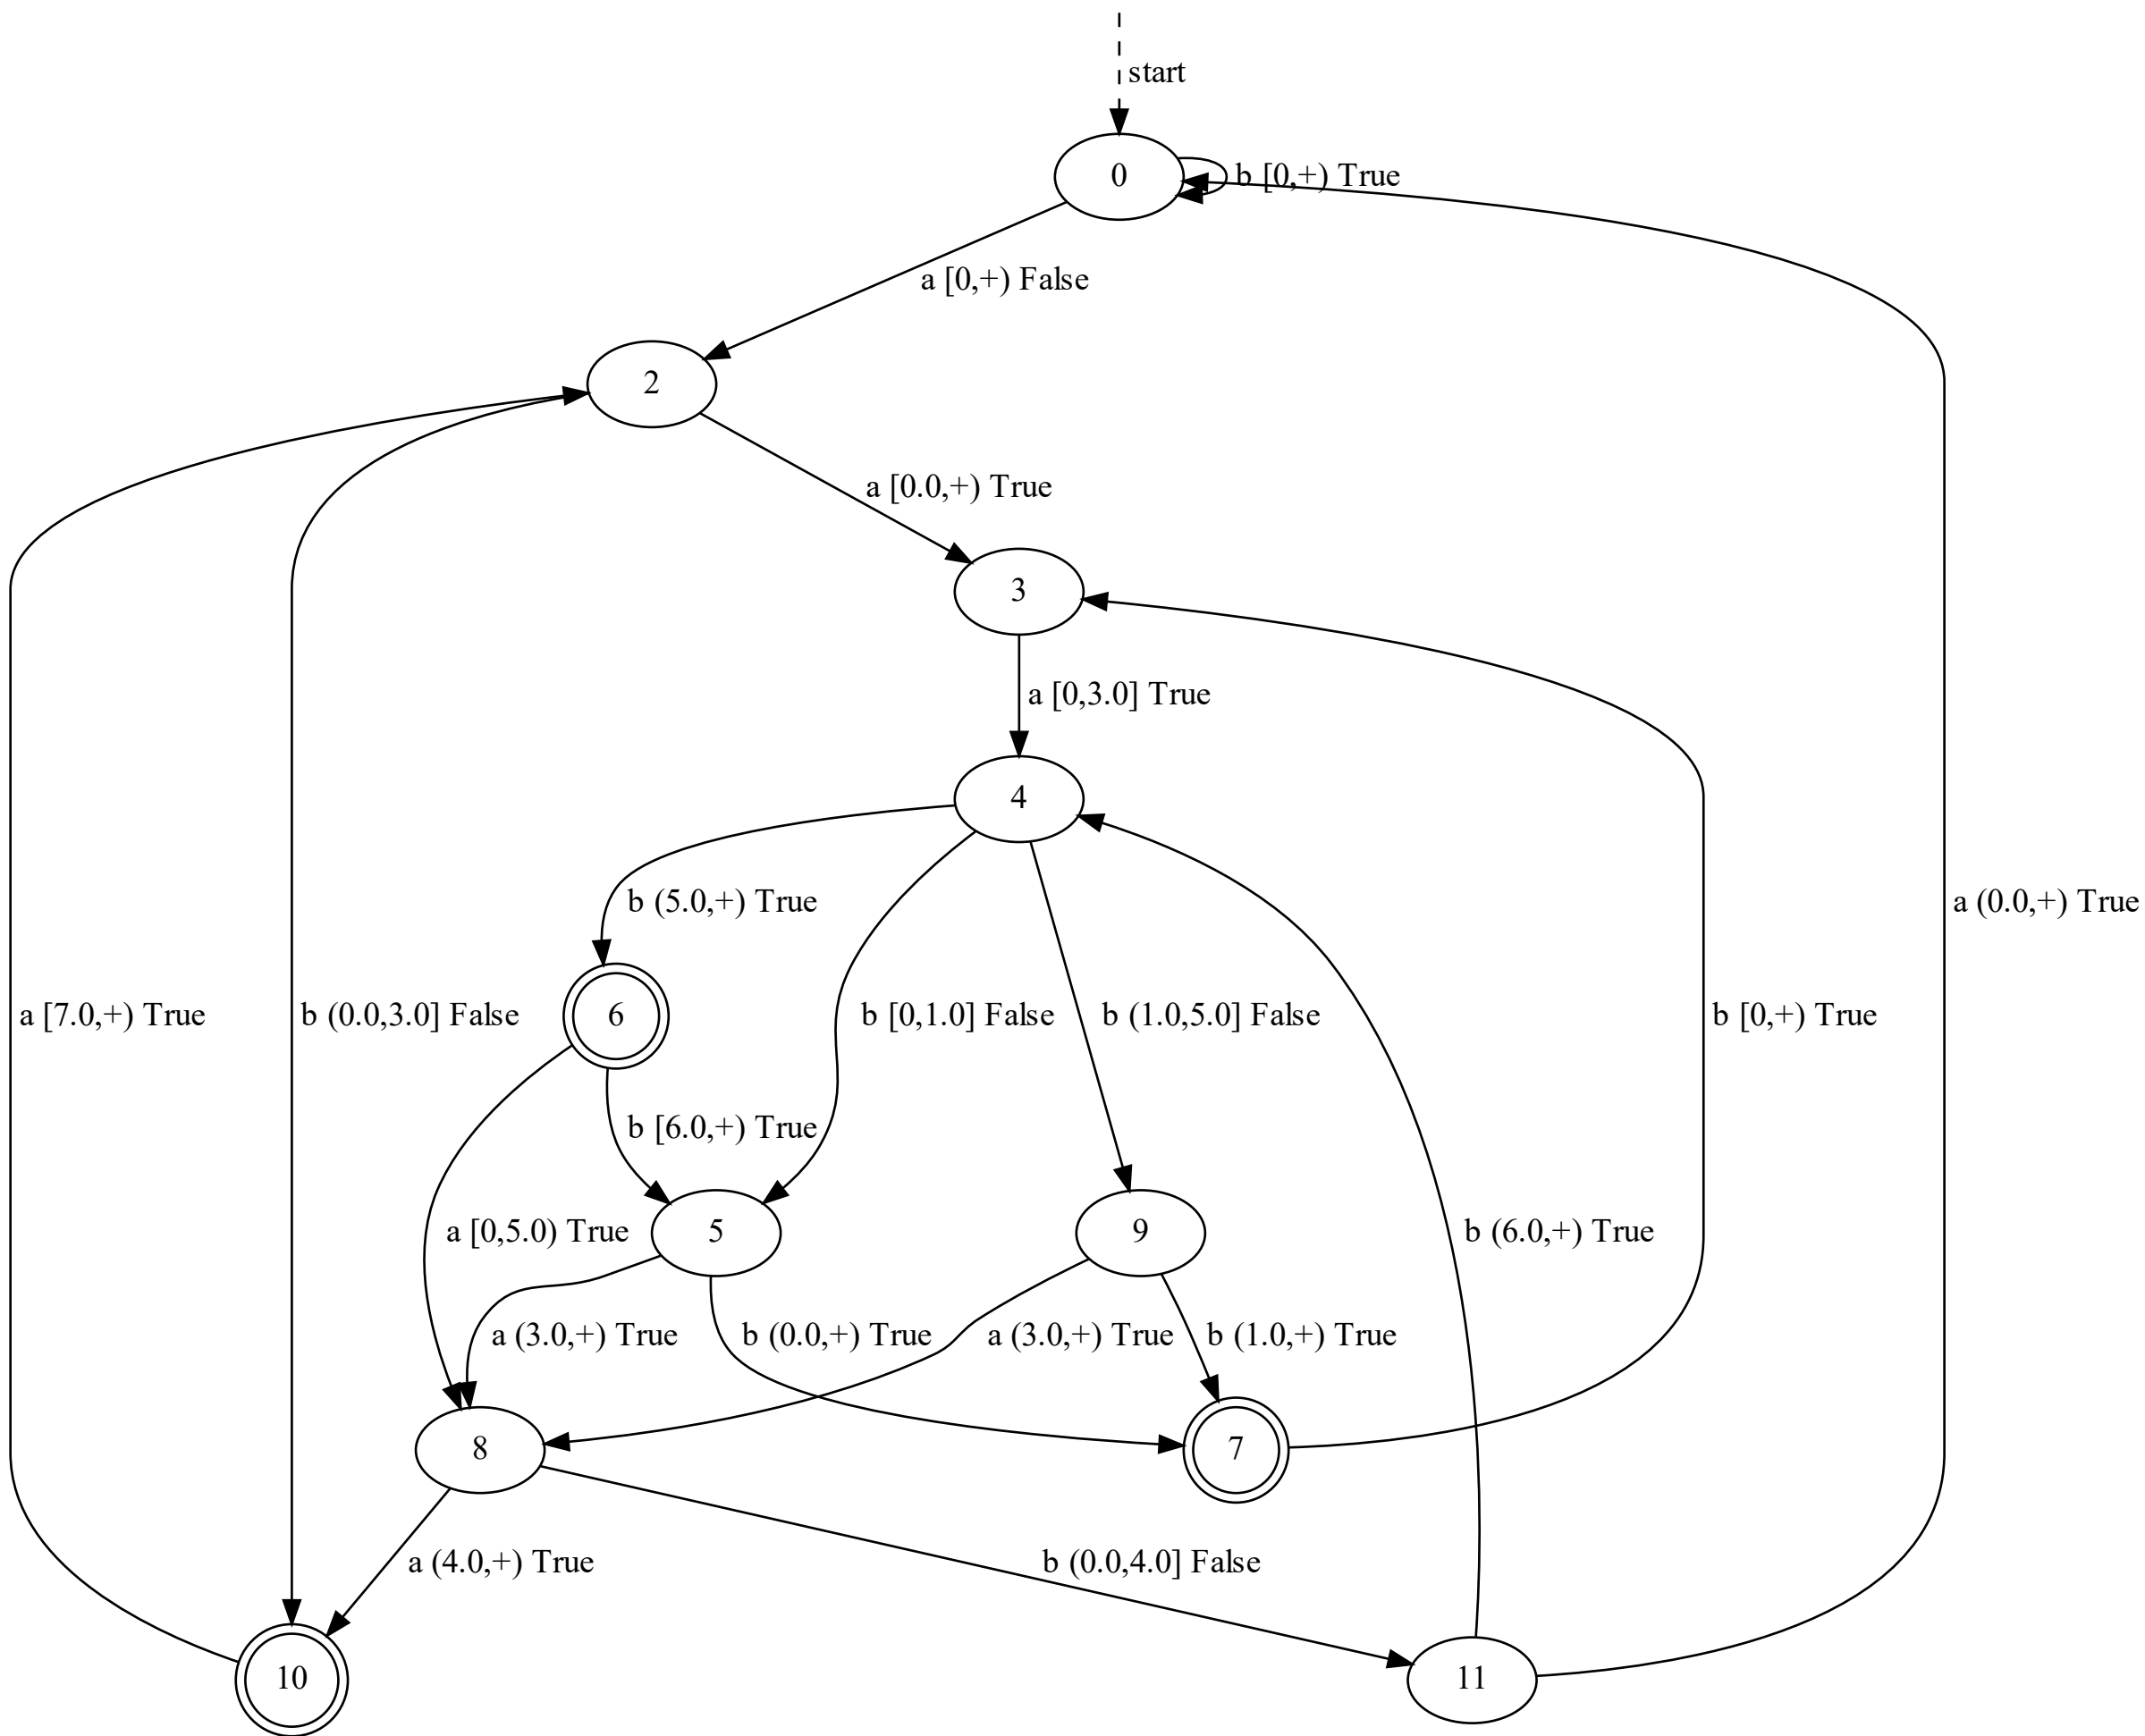 start
0
b [0,+) True
a [0,+) False
2
a [0.0,+) True
3
a [0,3.0] True
4
b (5.0,+) True
a (0.0,+) True
6
a [7.0,+) True
b (0.0,3.0] False
b [0,1.0] False
b (1.0,5.0] False
b [0,+) True
b [6.0,+) True
a [0,5.0) True
5
9
b (6.0,+) True
a (3.0,+) True
b (0.0,+) True
a (3.0,+) True
b (1.0,+) True
8
7
a (4.0,+) True
b (0.0,4.0] False
10
11